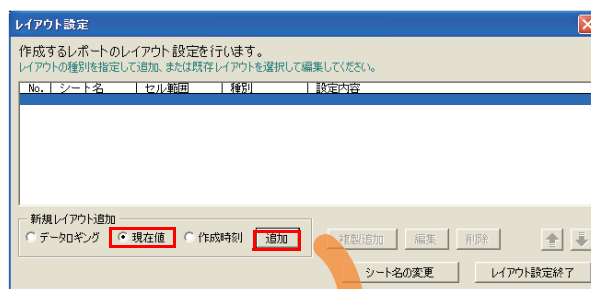 レイアウト設定
作成するレポートのレイアウト設定を行います。
レイアウトの種別を指定して追加、または既存レイアウトを選択して編集してください。
No. シート名 セル範囲 種別 設定内容
新規レイアウト追加
データロギング 現在値 作成時刻 追加 複製追加 編集 削除
シート名の変更 レイアウト設定終了